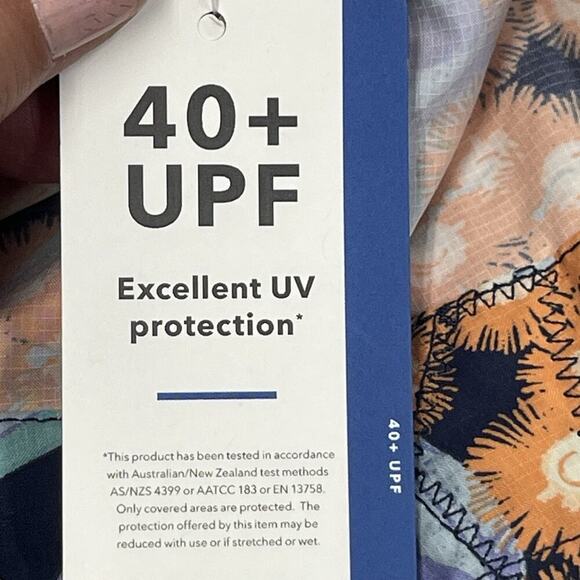 40+
UPF
Excellent UV
protection*
*This product has been tested in accordance
with Australian/New Zealand test methods
AS/NZS 4399 or AATCC 183 or EN 13758.
Only covered areas are protected. The
protection offered by this item may be
reduced with use or if stretched or wet.
40+ UPF